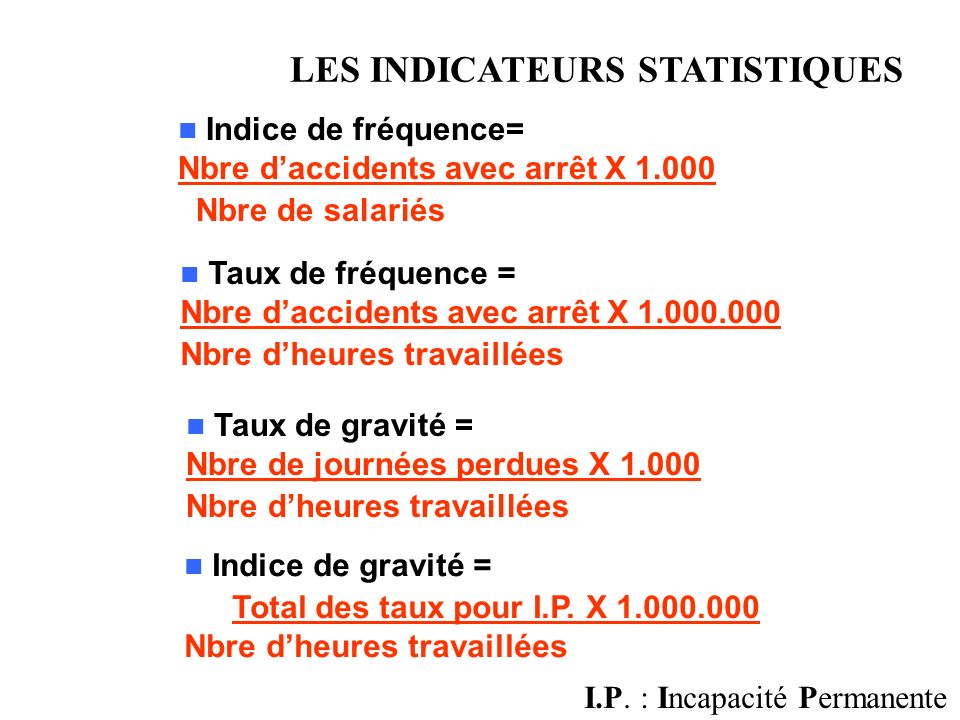 LES INDICATEURS STATISTIQUES
Indice de fréquence=
Nbre d’accidents avec arrêt X 1.000
Nbre de salariés
Taux de fréquence =
Nbre d’accidents avec arrêt X 1.000.000
Nbre d’heures travaillées
Taux de gravité =
Nbre de journées perdues X 1.000
Nbre d’heures travaillées
Indice de gravité =
Total des taux pour I.P. X 1.000.000
Nbre d’heures travaillées
I.P. : Incapacité Permanente